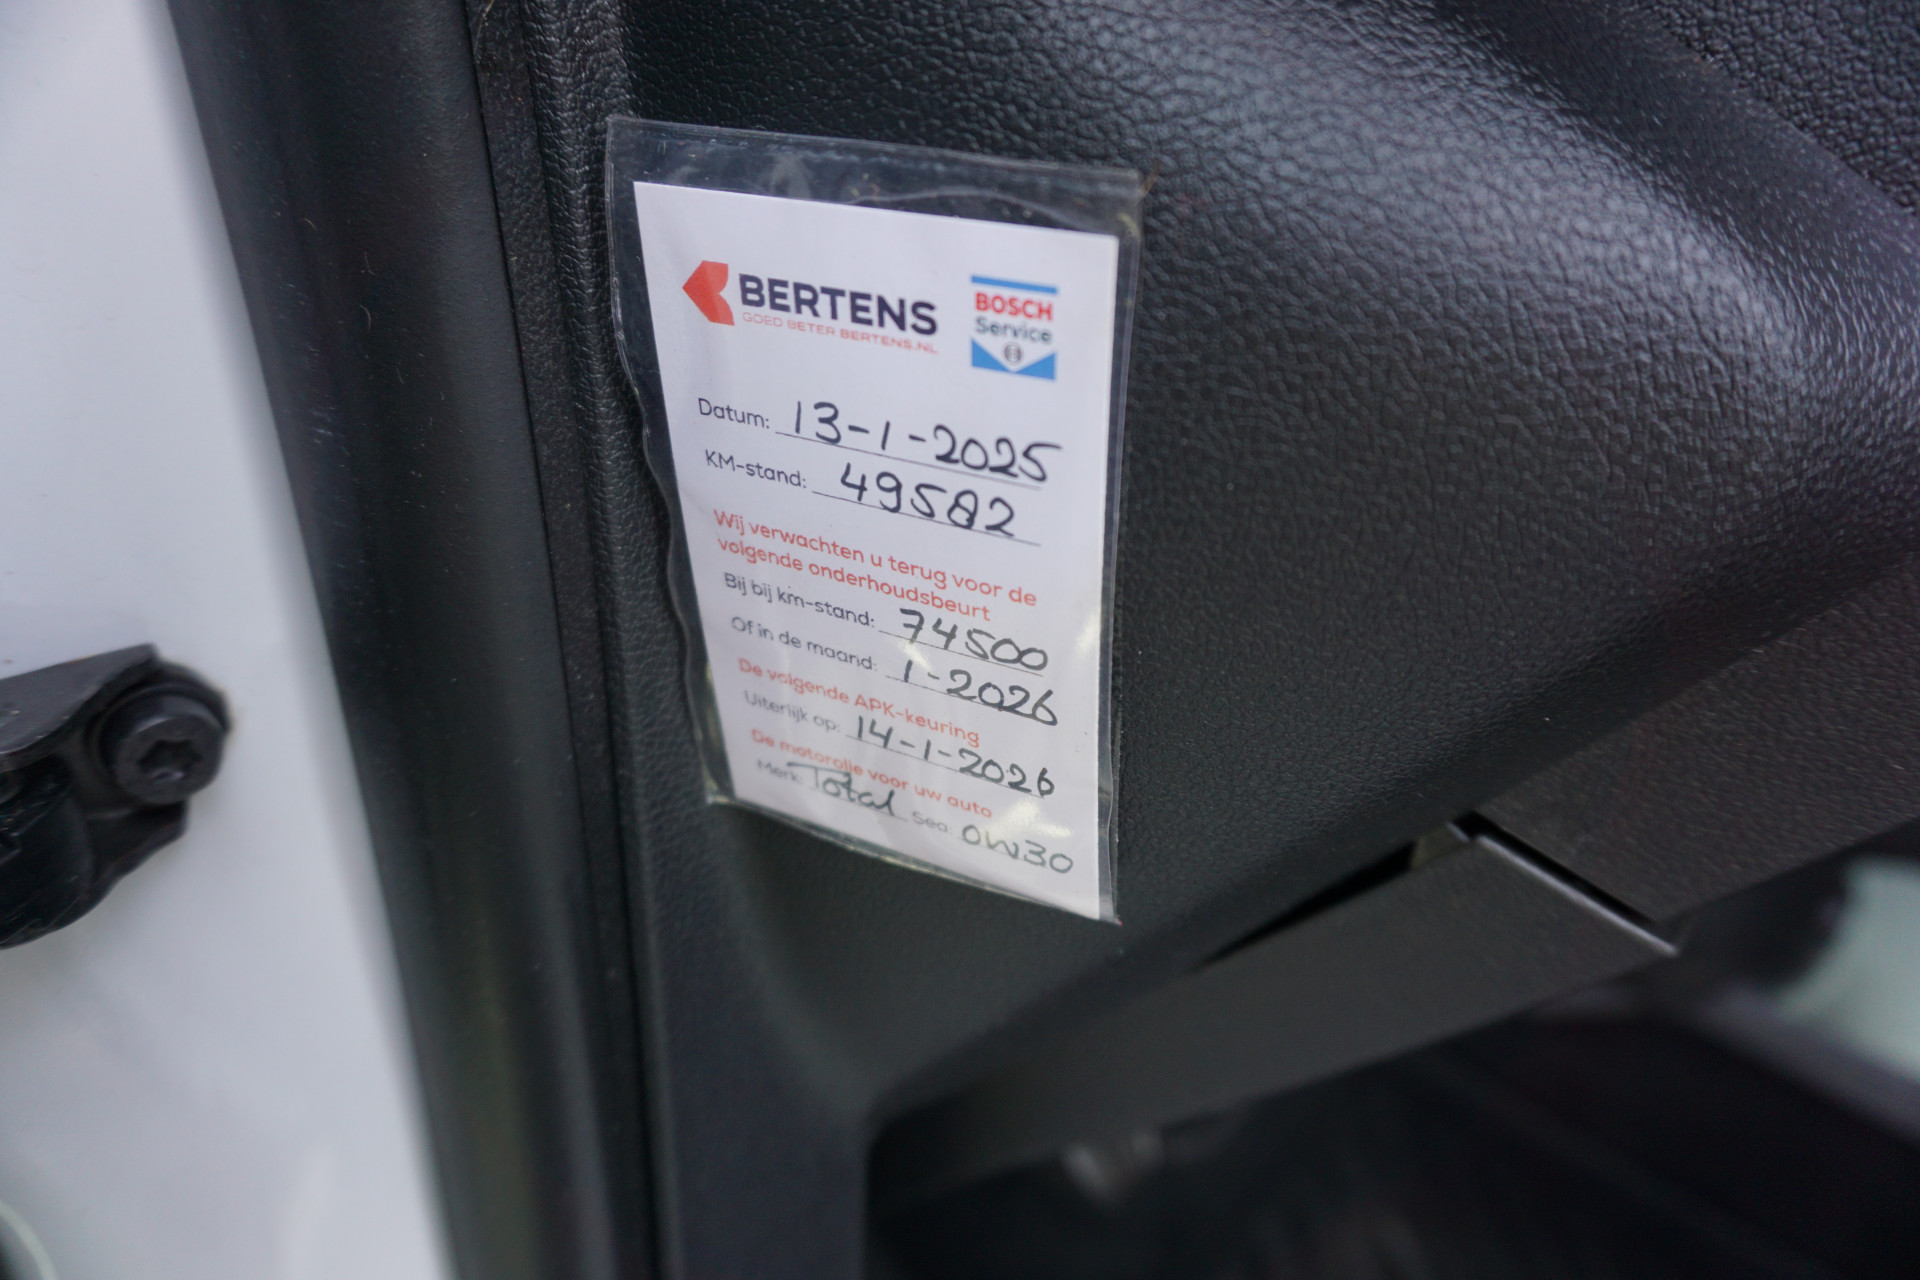 BERTENS
GOED BETER BERTENS.NL
BOSCH
Service
Datum: 13-1-2025
KM-stand: 49582
Wij verwachten u terug voor de
volgende onderhoudsbeurt
Bij bij km-stand: 74500
Of in de maand: 1-2026
De volgende APK-keuring
Uiterlijk op: 14-1-2026
De motorolie voor uw auto
Merk: Total Sea: 0W30